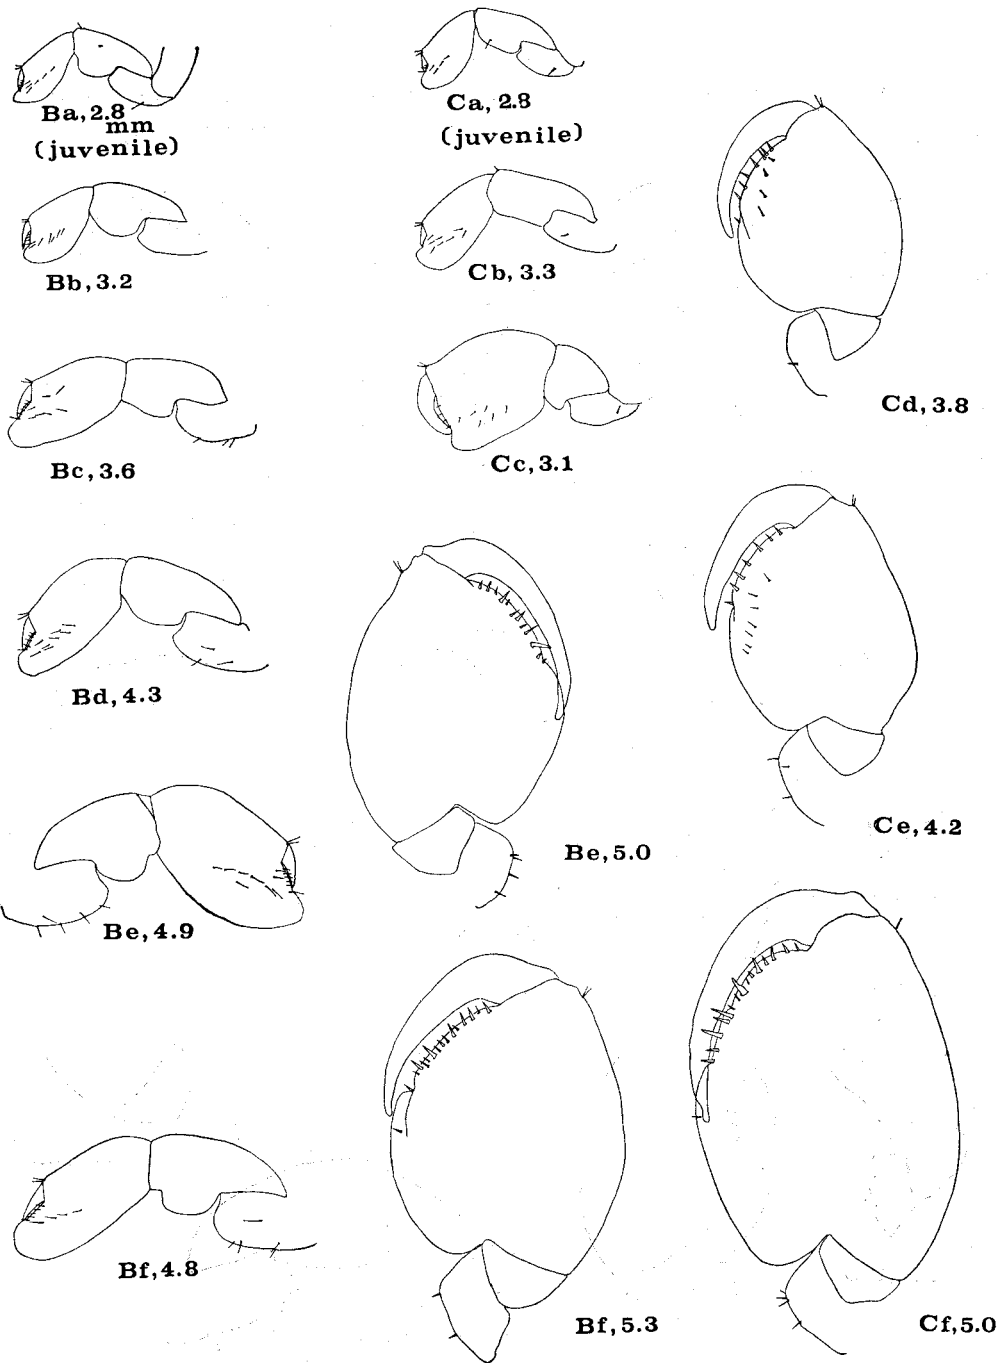 Ba, 2.8
mm
(juvenile)
Ca, 2.8
(juvenile)
Bb, 3.2
Cb, 3.3
Cd, 3.8
Bc, 3.6
Cc, 3.1
Bd, 4.3
Be, 5.0
Ce, 4.2
Be, 4.9
Bf, 4.8
Bf, 5.3
Cf, 5.0